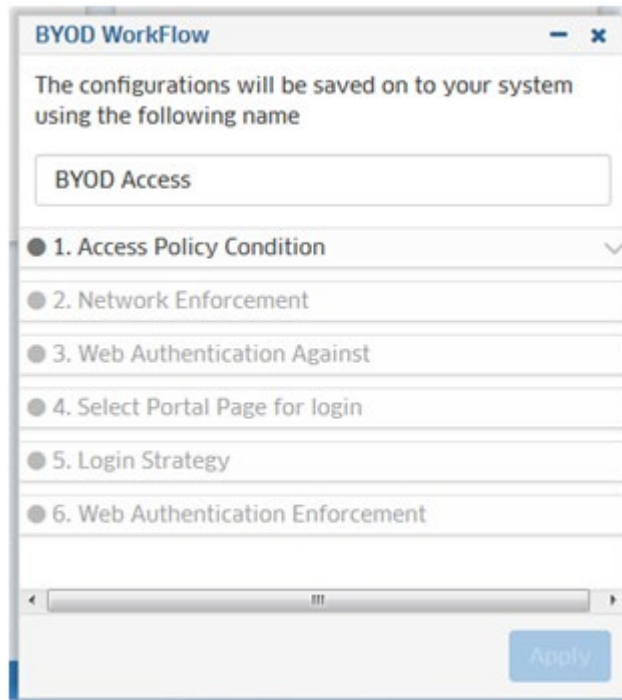 BYOD WorkFlow
The configurations will be saved on to your system
using the following name
BYOD Access
1. Access Policy Condition
2. Network Enforcement
3. Web Authentication Against
4. Select Portal Page for login
5. Login Strategy
6. Web Authentication Enforcement
Apply